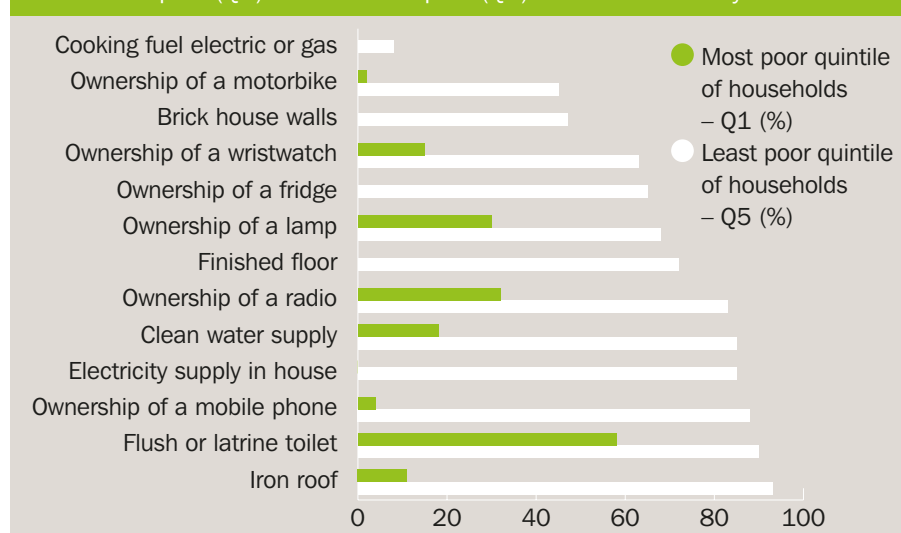 Cooking fuel electric or gas
Ownership of a motorbike
Brick house walls
Ownership of a wristwatch
Ownership of a fridge
Ownership of a lamp
Finished floor
Ownership of a radio
Clean water supply
Electricity supply in house
Ownership of a mobile phone
Flush or latrine toilet
Iron roof
0 20 40 60 80 100
Most poor quintile
of households
– Q1 (%)
Least poor quintile
of households
– Q5 (%)